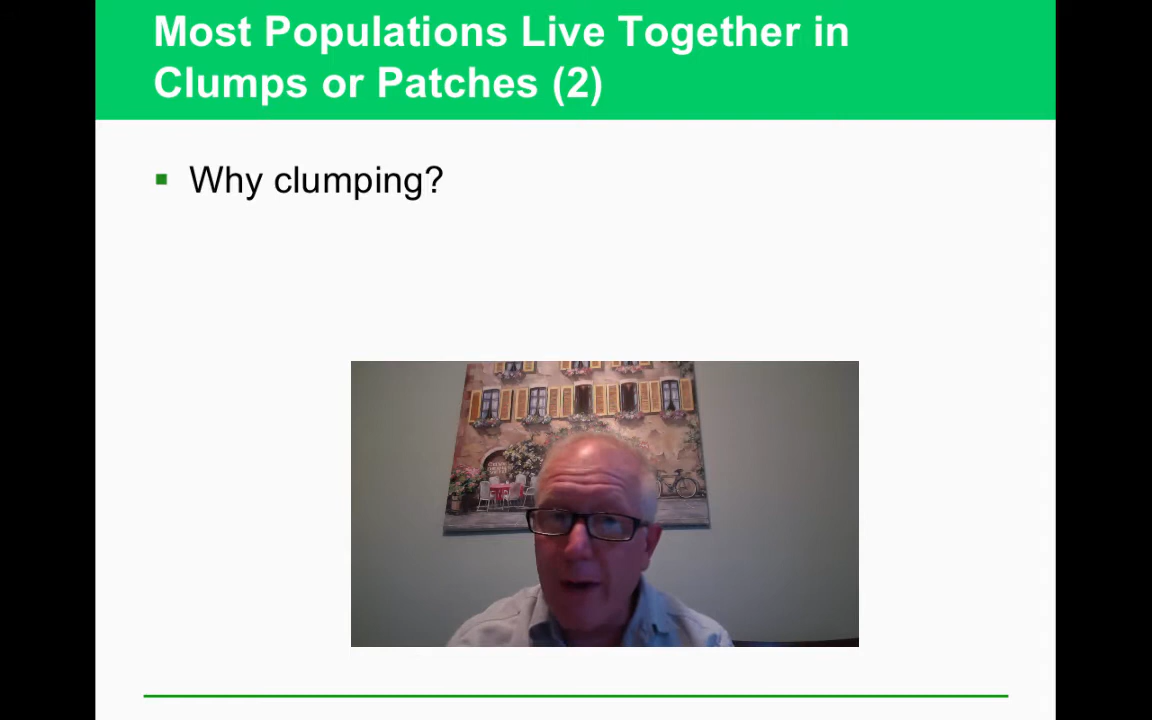 Most Populations Live Together in
Clumps or Patches (2)
Why clumping?